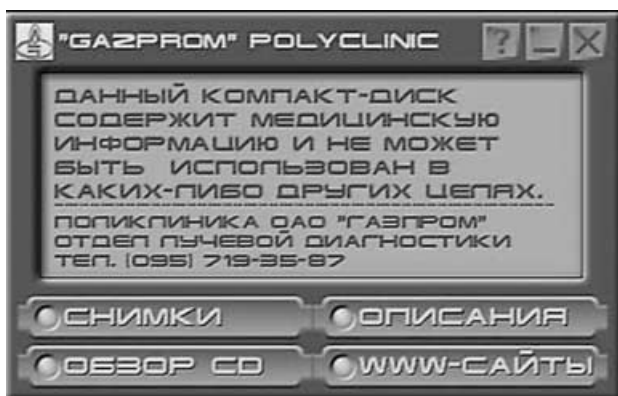 "GAZPROM" POLYCLINIC
ДАННЫЙ КОМПАКТ-ДИСК
СОДЕРЖИТ МЕДИЦИНСКУЮ
ИНФОРМАЦИЮ И НЕ МОЖЕТ
БЫТЬ ИСПОЛЬЗОВАН В
КАКИХ-ЛИБО ДРУГИХ ЦЕЛЯХ.
ПОЛИКЛИНИКА ОАО "ГАЗПРОМ"
ОТДЕЛ ЛУЧЕВОЙ ДИАГНОСТИКИ
ТЕЛ. (095) 719-35-87
СНИМКИ ОПИСАНИЯ
ОБЗОР CD WWW-САЙТЫ